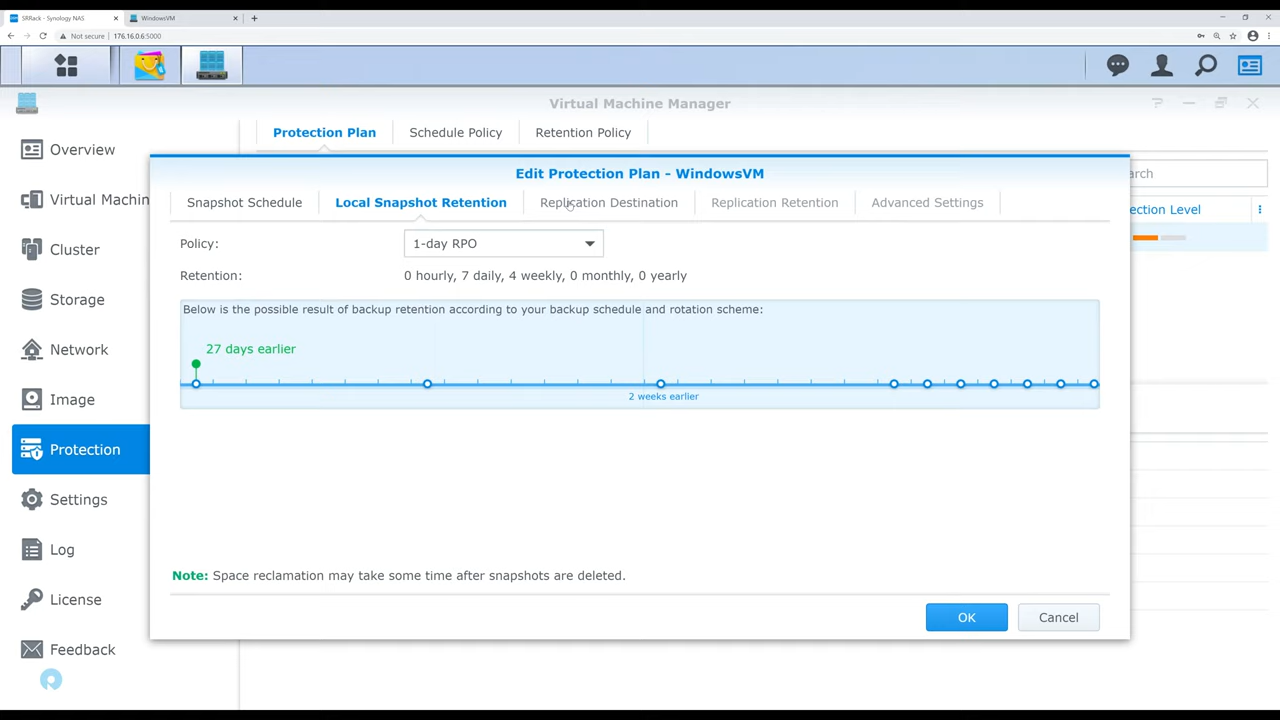 SRRack - Synology NAS
WindowsVM
Not secure
176.16.0.6:5000
Virtual Machine Manager
Overview
Virtual Machin
Cluster
Storage
Network
Image
Protection
Settings
Log
License
Feedback
Protection Plan
Schedule Policy
Retention Policy
arch
ection Level
Edit Protection Plan - WindowsVM
Snapshot Schedule
Local Snapshot Retention
Replication Destination
Replication Retention
Advanced Settings
Policy:
1-day RPO
Retention:
0 hourly, 7 daily, 4 weekly, 0 monthly, 0 yearly
Below is the possible result of backup retention according to your backup schedule and rotation scheme:
27 days earlier
2 weeks earlier
Note: Space reclamation may take some time after snapshots are deleted.
OK
Cancel